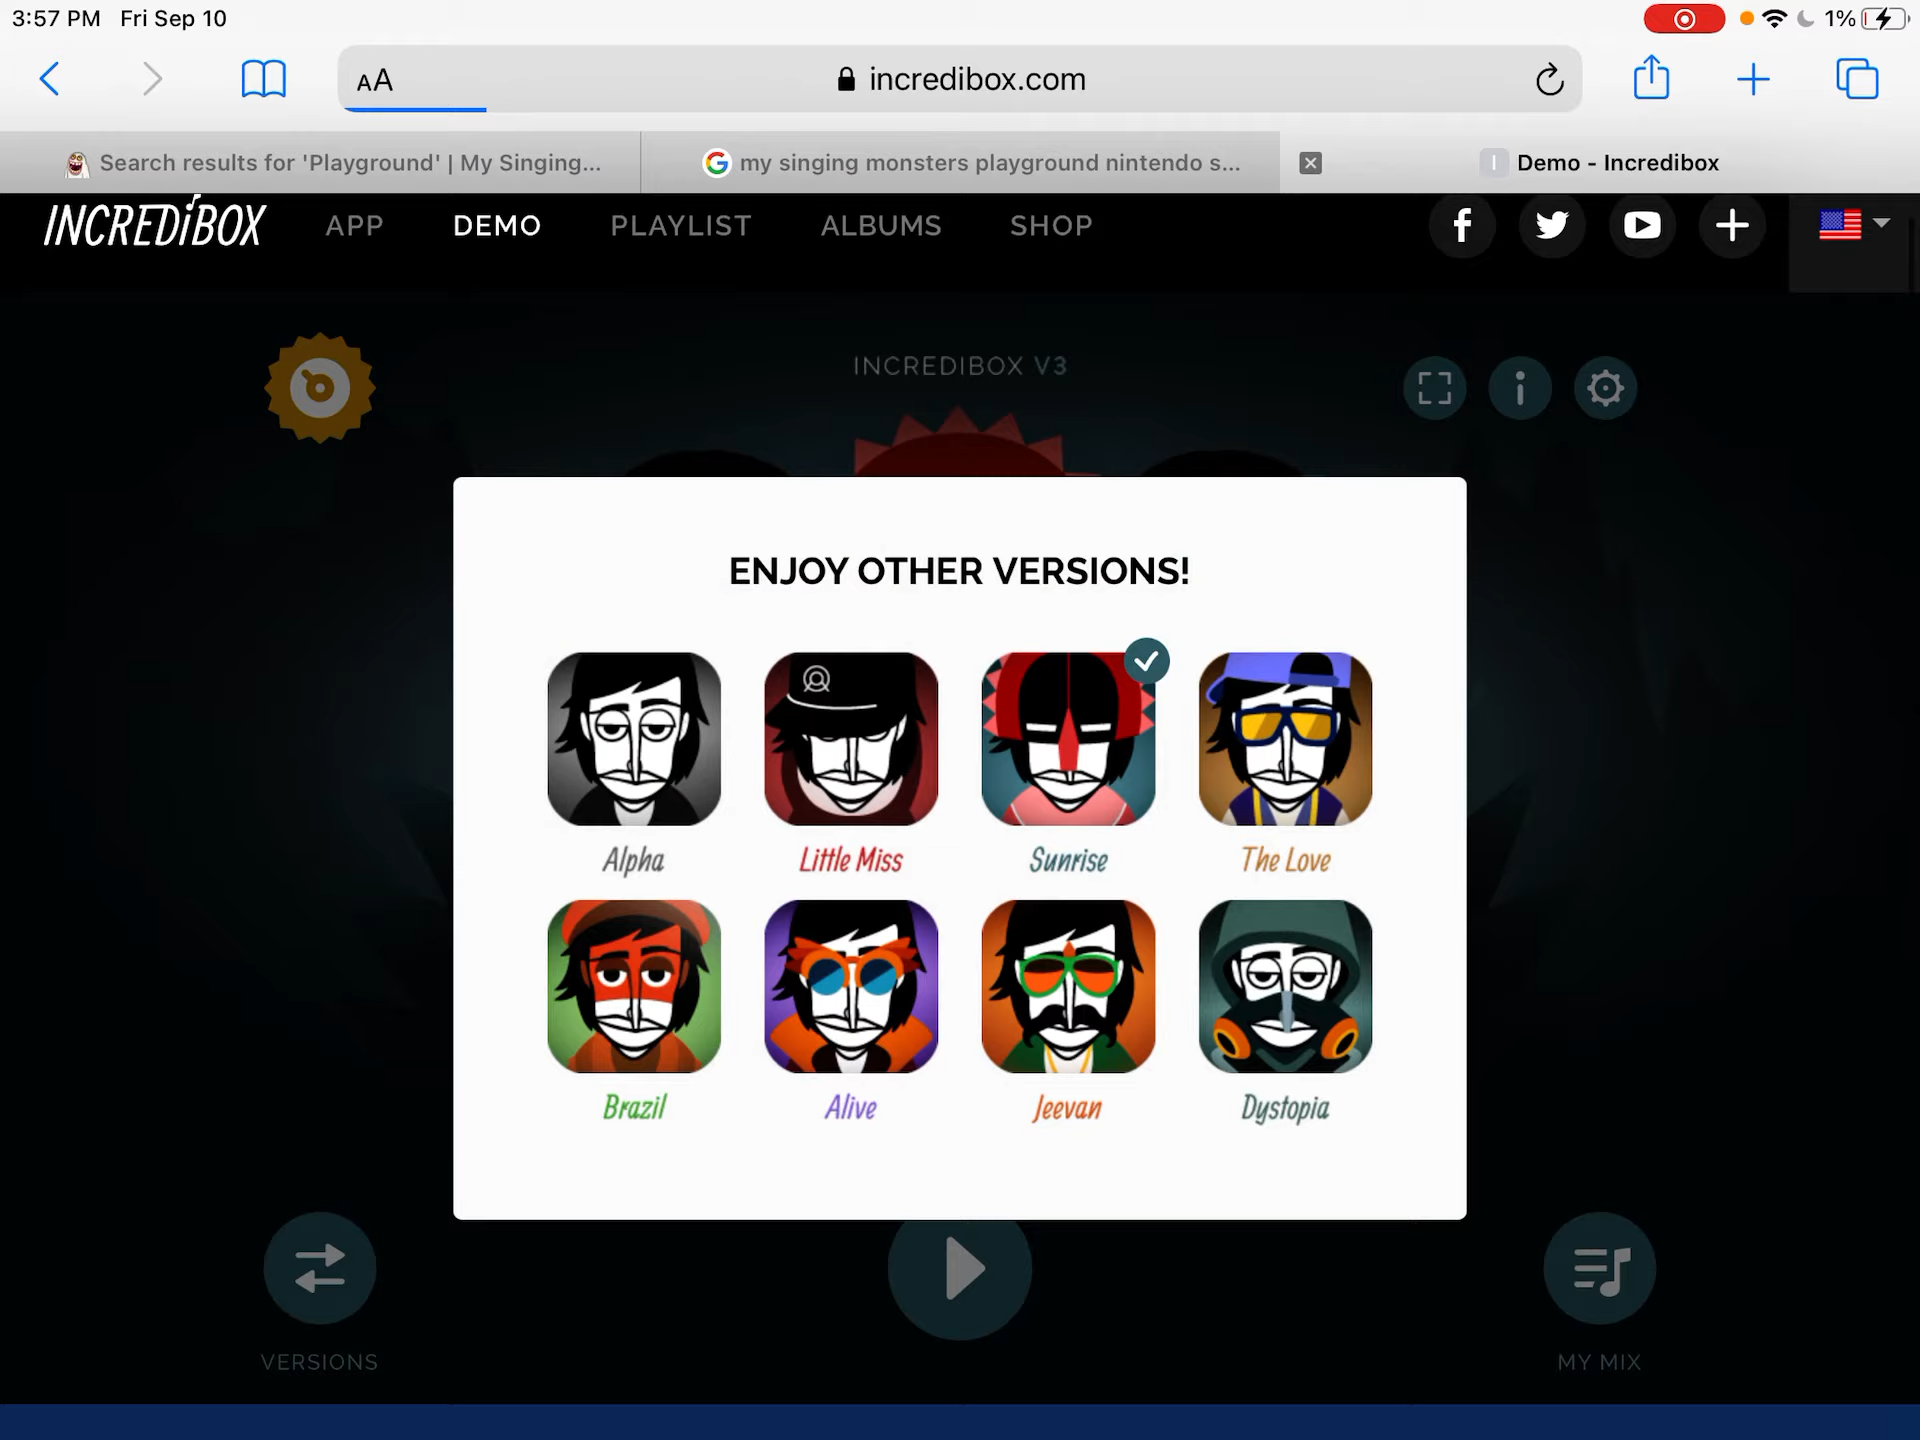 3:57 PM Fri Sep 10
1%
AA
incredibox.com
Search results for 'Playground' | My Singing...
my singing monsters playground nintendo s...
Demo - Incredibox
INCREDiBOX
APP
DEMO
PLAYLIST
ALBUMS
SHOP
INCREDIBOX V3
ENJOY OTHER VERSIONS!
Alpha
Little Miss
Sunrise
The Love
Brazil
Alive
Jeevan
Dystopia
VERSIONS
MY MIX